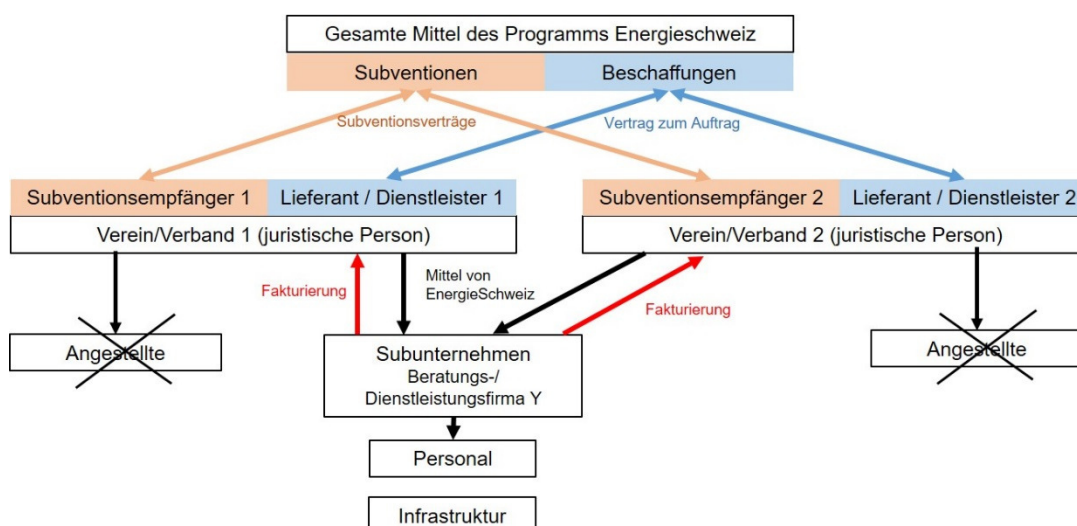 Gesamte Mittel des Programms Energieschweiz
Subventionen
Beschaffungen
Subventionsverträge
Vertrag zum Auftrag
Subventionsempfänger 1
Lieferant / Dienstleister 1
Subventionsempfänger 2
Lieferant / Dienstleister 2
Verein/Verband 1 (juristische Person)
Verein/Verband 2 (juristische Person)
Fakturierung
Mittel von
EnergieSchweiz
Fakturierung
Angestellte
Subunternehmen
Beratungs-/
Dienstleistungsfirma Y
Angestellte
Personal
Infrastruktur